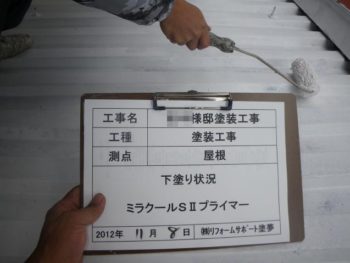 工事名 様邸塗装工事
工種 塗装工事
測点 屋根
下塗り状況
ミラクールSⅡプライマー
2012年 11月 8日 ㈱リフォームサポート塗夢